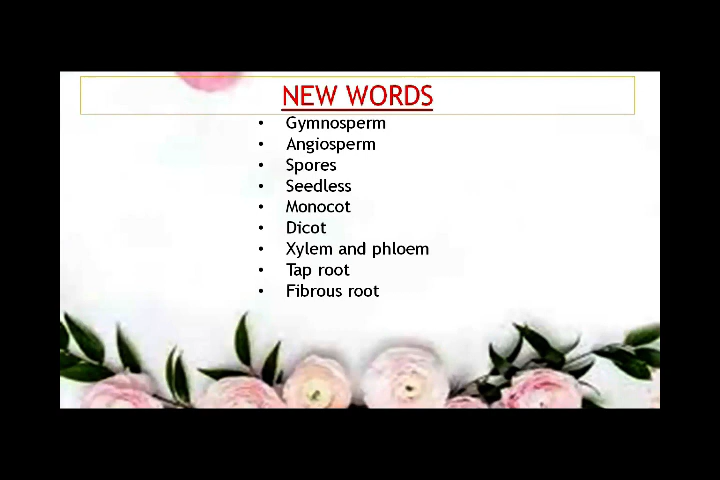 NEW WORDS
• Gymnosperm
• Angiosperm
• Spores
• Seedless
• Monocot
• Dicot
• Xylem and phloem
• Tap root
• Fibrous root